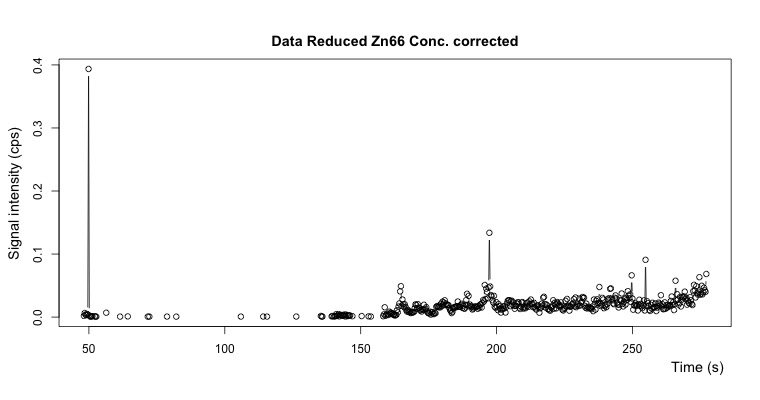 Data Reduced Zn66 Conc. corrected
Signal intensity (cps)
0.4
0.3
0.2
0.1
0.0
50 100 150 200 250
Time (s)